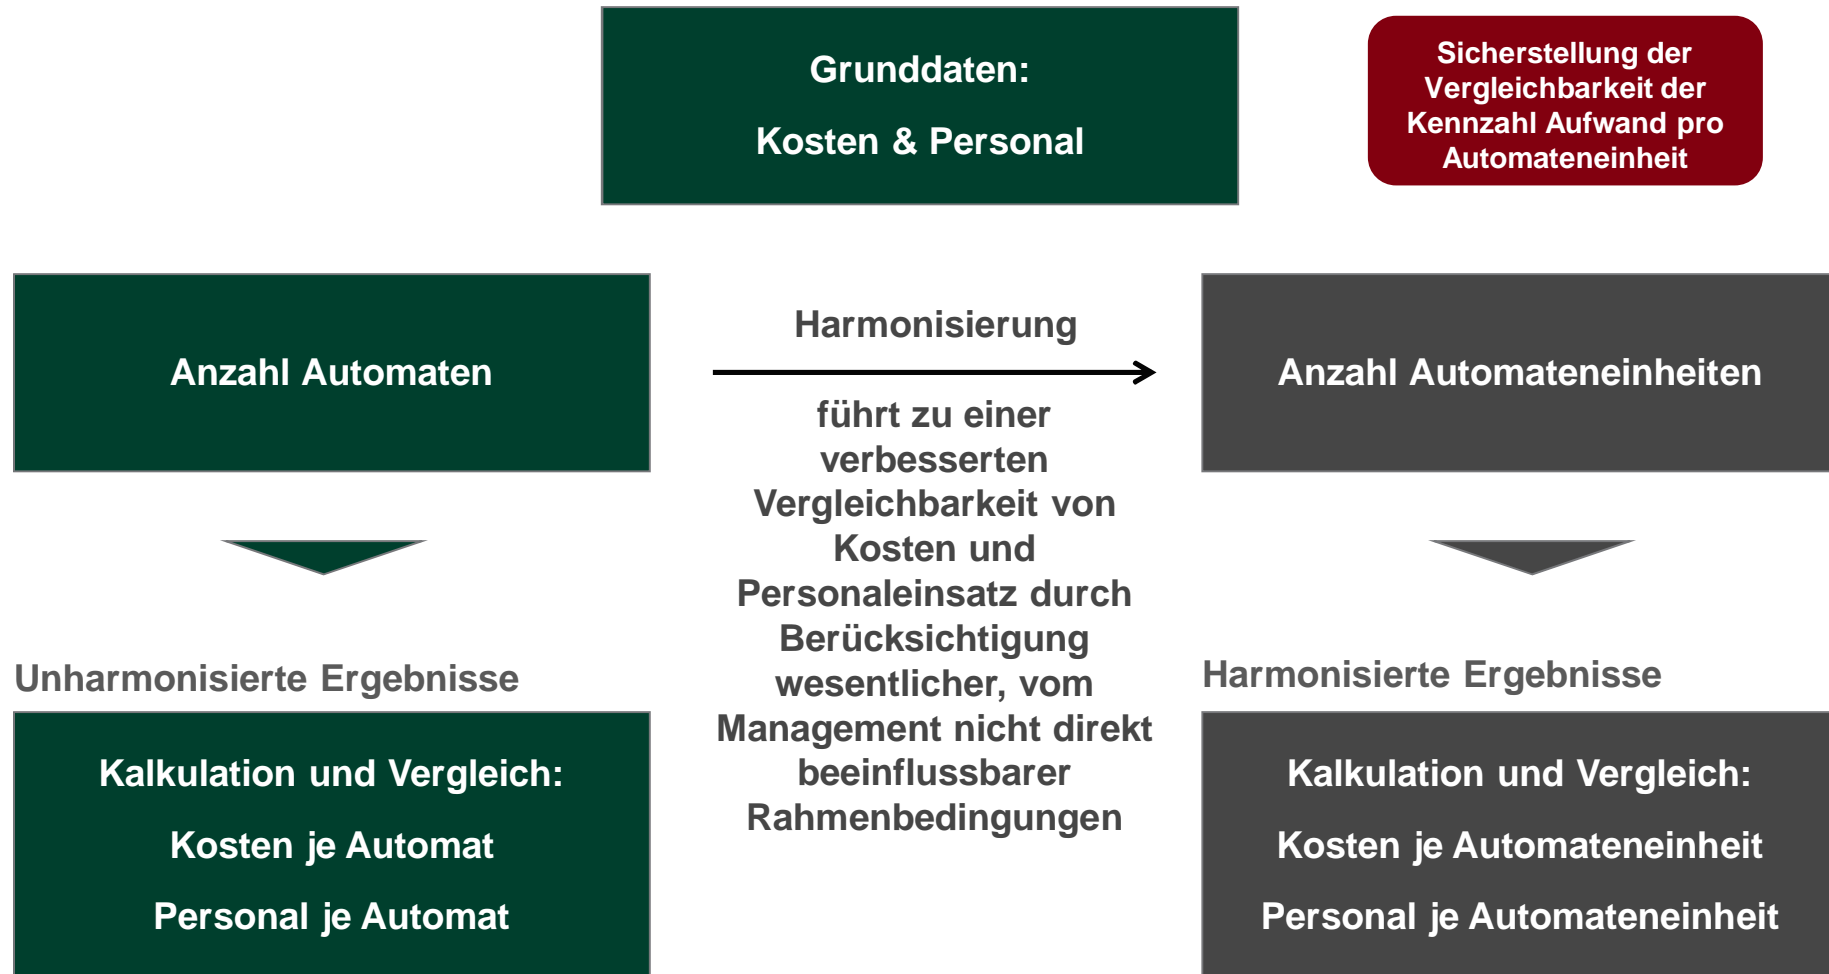 Grunddaten:
Kosten & Personal
Sicherstellung der
Vergleichbarkeit der
Kennzahl Aufwand pro
Automateneinheit
Anzahl Automaten
Harmonisierung
führt zu einer
verbesserten
Vergleichbarkeit von
Kosten und
Personaleinsatz durch
Berücksichtigung
wesentlicher, vom
Management nicht direkt
beeinflussbarer
Rahmenbedingungen
Anzahl Automateneinheiten
Unharmonisierte Ergebnisse
Kalkulation und Vergleich:
Kosten je Automat
Personal je Automat
Harmonisierte Ergebnisse
Kalkulation und Vergleich:
Kosten je Automateneinheit
Personal je Automateneinheit